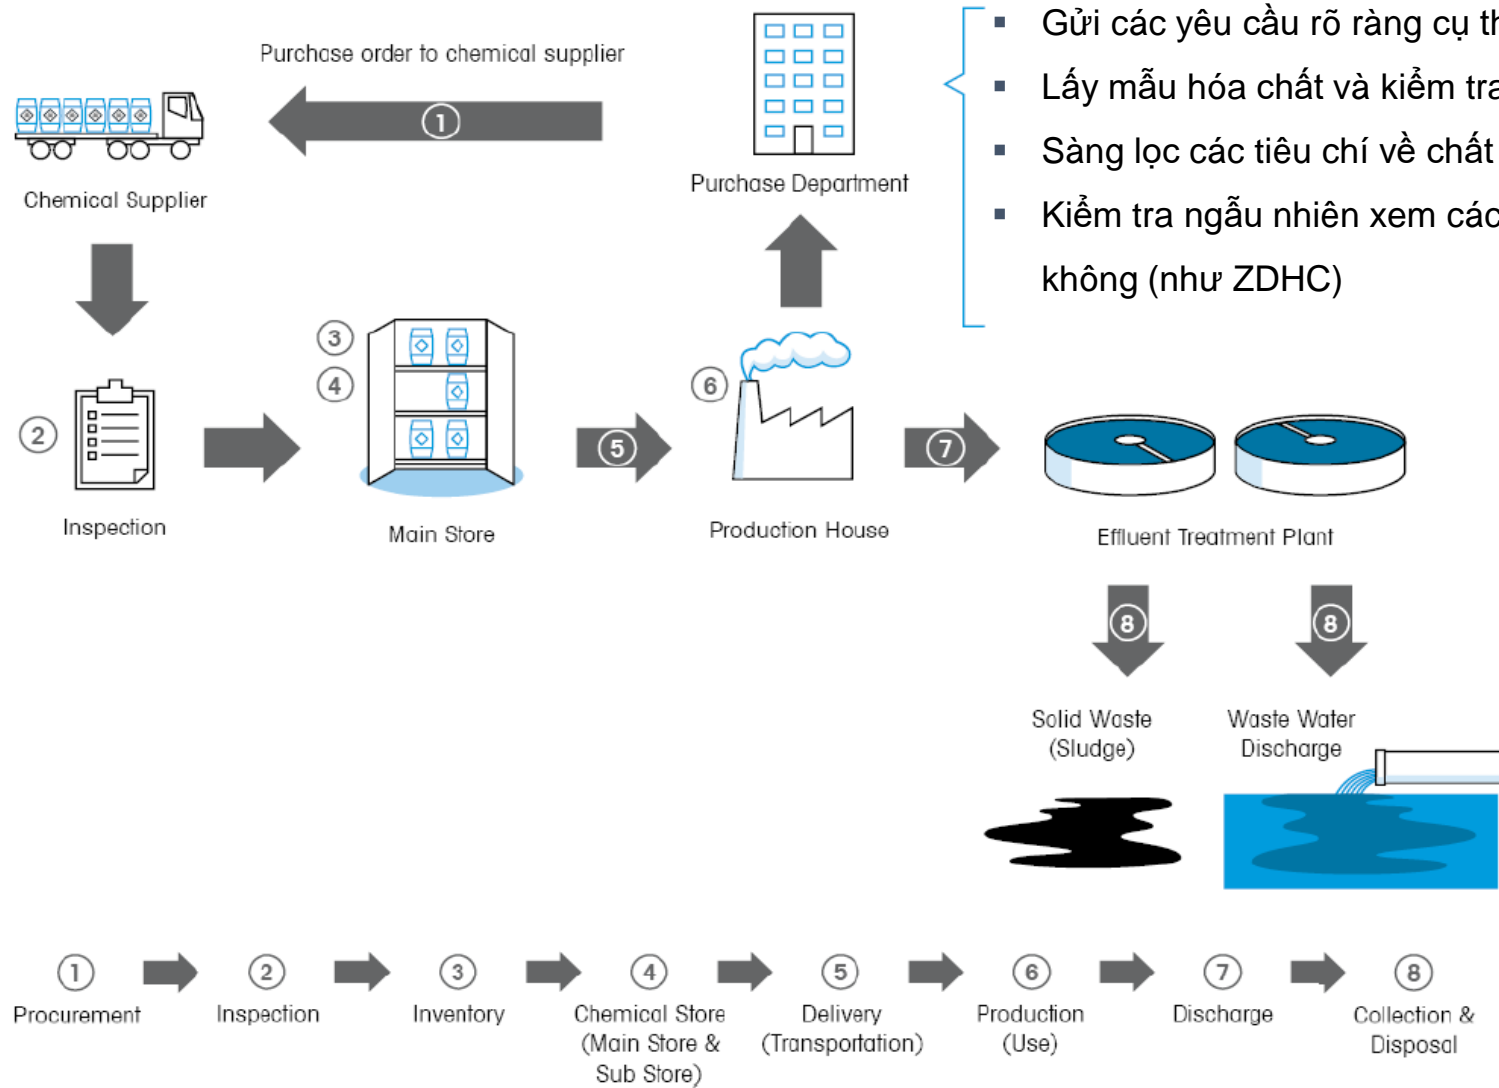 Purchase order to chemical supplier
1
Chemical Supplier
Purchase Department
▪ Gửi các yêu cầu rõ ràng cụ
▪ Lấy mẫu hóa chất và kiểm tra
▪ Sàng lọc các tiêu chí về chất
▪ Kiểm tra ngẫu nhiên xem
không (như ZDHC)
2
Inspection
3
4
Main Store
5
6
Production House
7
Effluent Treatment Plant
8
8
Solid Waste
(Sludge)
Waste Water
Discharge
1
Procurement
2
Inspection
3
Inventory
4
Chemical Store
(Main Store &
Sub Store)
5
Delivery
(Transportation)
6
Production
(Use)
7
Discharge
8
Collection &
Disposal